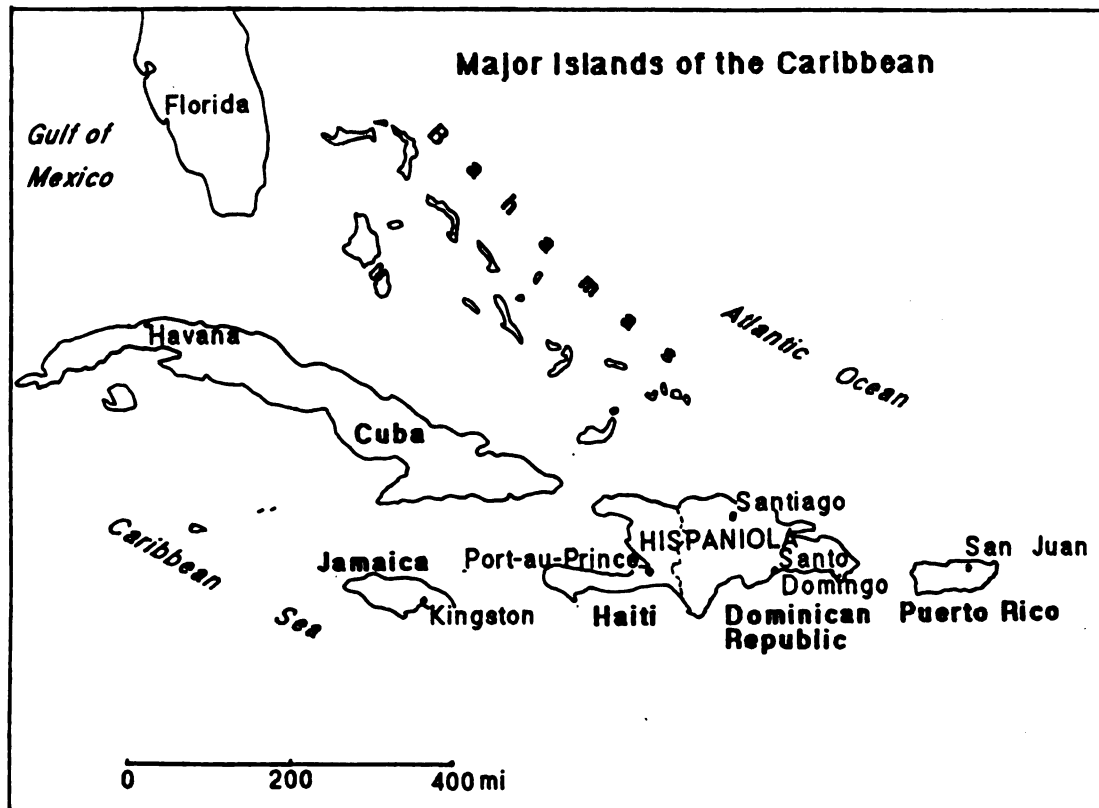 Major Islands of the Caribbean
Florida
Gulf of
Mexico
Bahamas
Atlantic Ocean
Havana
Cuba
Caribbean Sea
Santiago
HISPANIOLA
Port-au-Prince
Santo
Domingo
San Juan
Jamaica
Kingston
Haiti
Dominican
Republic
Puerto Rico
0 200 400 mi